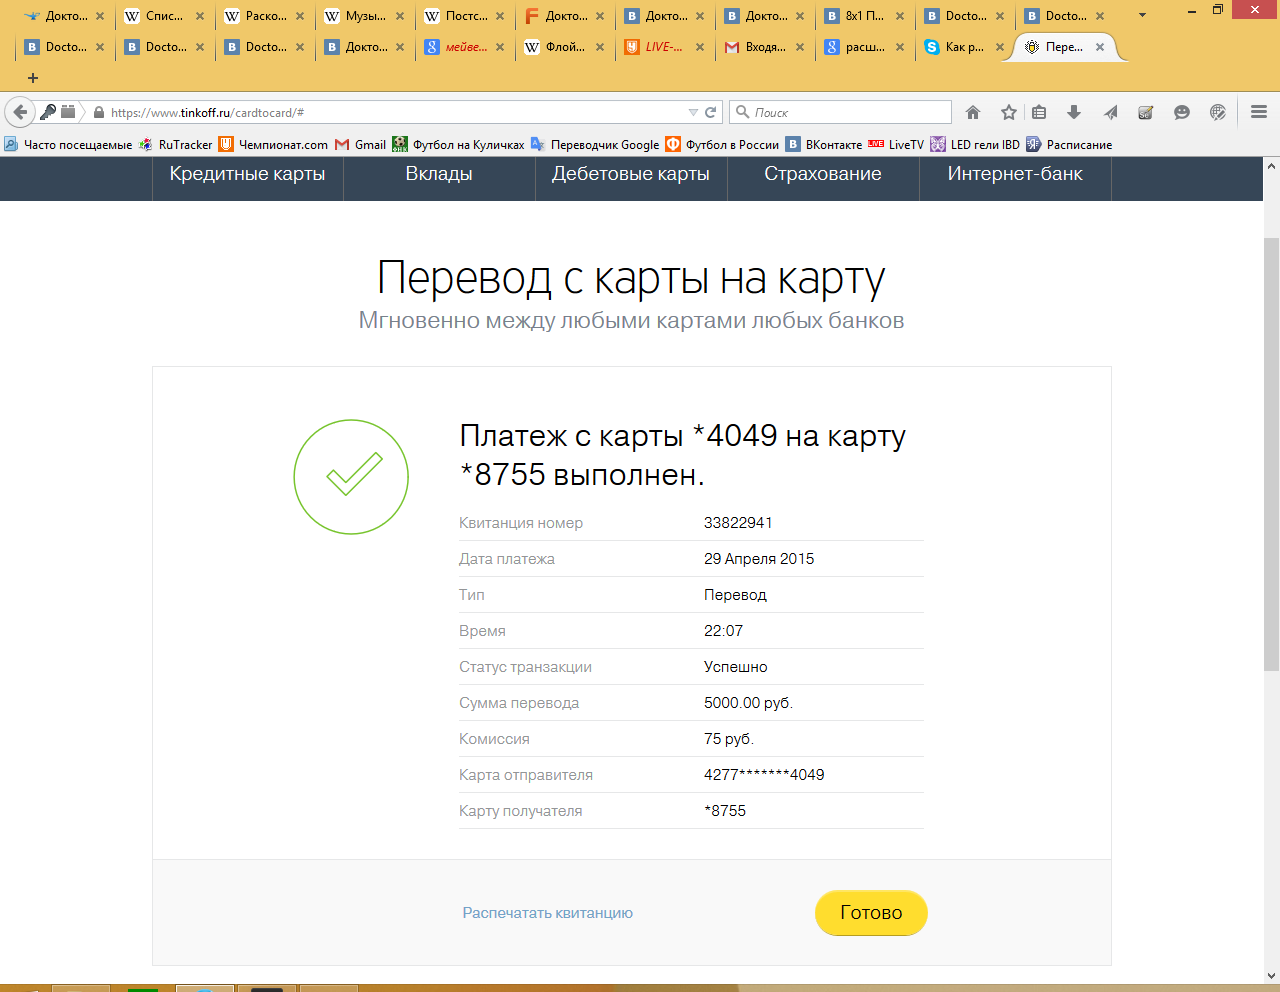 Докто...
Спис...
Раско...
Музы...
Постс...
Докто...
Докто...
Докто...
8x1 П...
Docto...
Docto...
Docto...
Docto...
Docto...
Докто...
мейве...
Флой...
LIVE-...
Входя...
расш...
Как р...
Пере...
https://www.tinkoff.ru/cardtocard/#
Поиск
Часто посещаемые RuTracker Чемпионат.com Gmail Футбол на Куличках Переводчик Google Футбол в России ВКонтакте LiveTV LED гели IBD Расписание
Кредитные карты Вклады Дебетовые карты Страхование Интернет-банк
Перевод с карты на карту
Мгновенно между любыми картами любых банков
Платеж с карты *4049 на карту
*8755 выполнен.
Квитанция номер 33822941
Дата платежа 29 Апреля 2015
Тип Перевод
Время 22:07
Статус транзакции Успешно
Сумма перевода 5000.00 руб.
Комиссия 75 руб.
Карта отправителя 4277*******4049
Карту получателя *8755
Распечатать квитанцию Готово